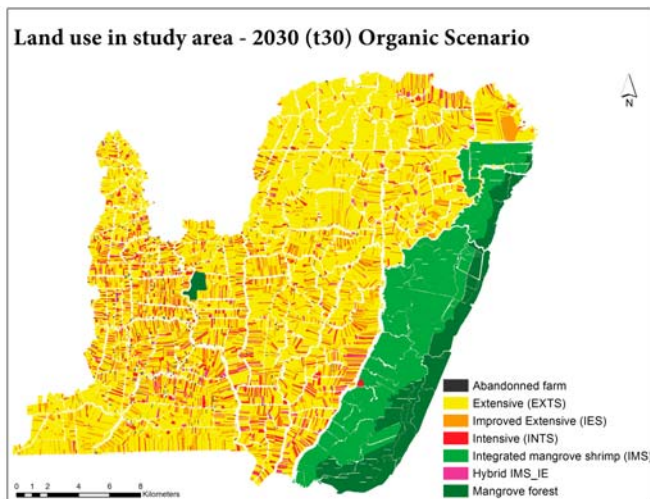 Land use in study area - 2030 (t30) Organic Scenario
N
Abandonned farm
Extensive (EXTS)
Improved Extensive (IES)
Intensive (INTS)
Integrated mangrove shrimp (IMS)
Hybrid IMS_IE
Mangrove forest
0 1 2 4 6 8
Kilometers